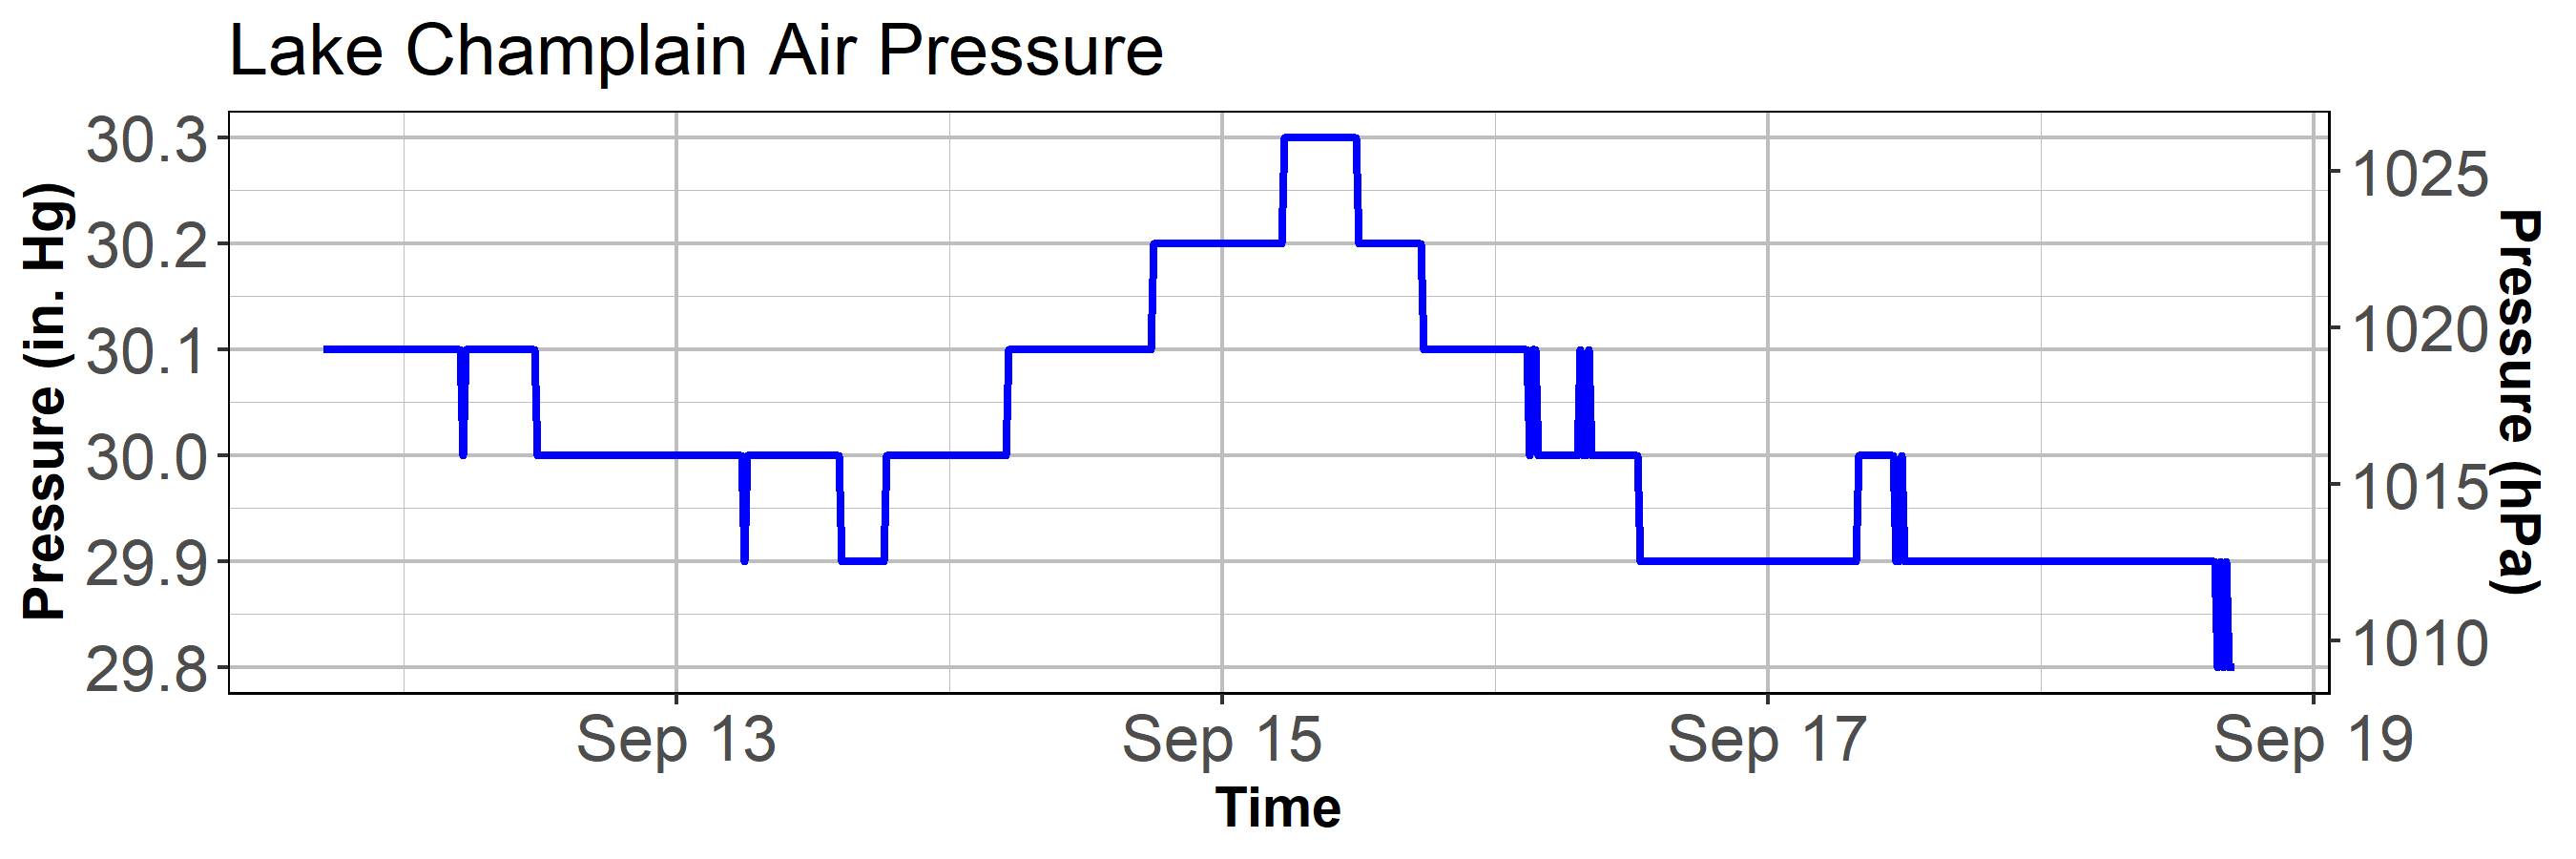 Lake Champlain Air Pressure
Pressure (in. Hg)
30.3
30.2
30.1
30.0
29.9
29.8
1025
1020
1015
1010
Pressure (hPa)
Sep 13 Sep 15 Sep 17 Sep 19
Time